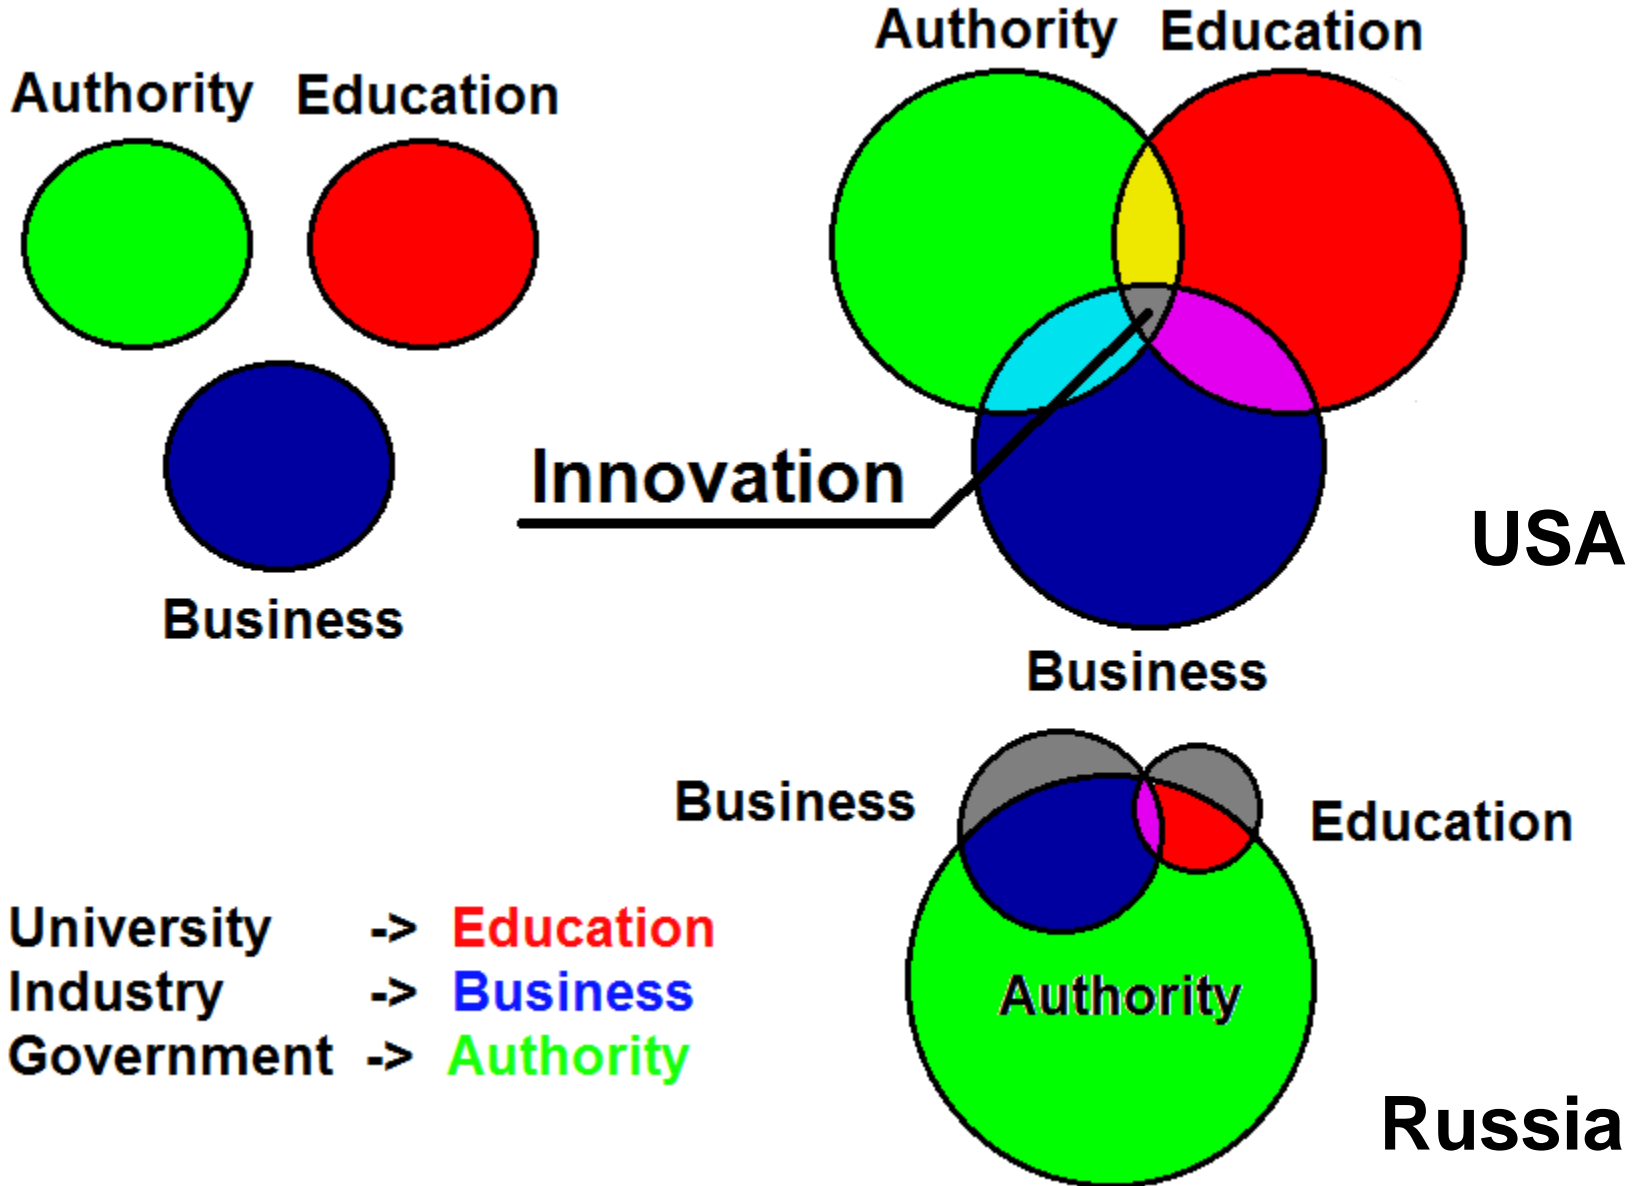 Authority Education
Business
Authority Education
Innovation
USA
Business
Business
Education
Authority
University -> Education
Industry -> Business
Government -> Authority
Russia